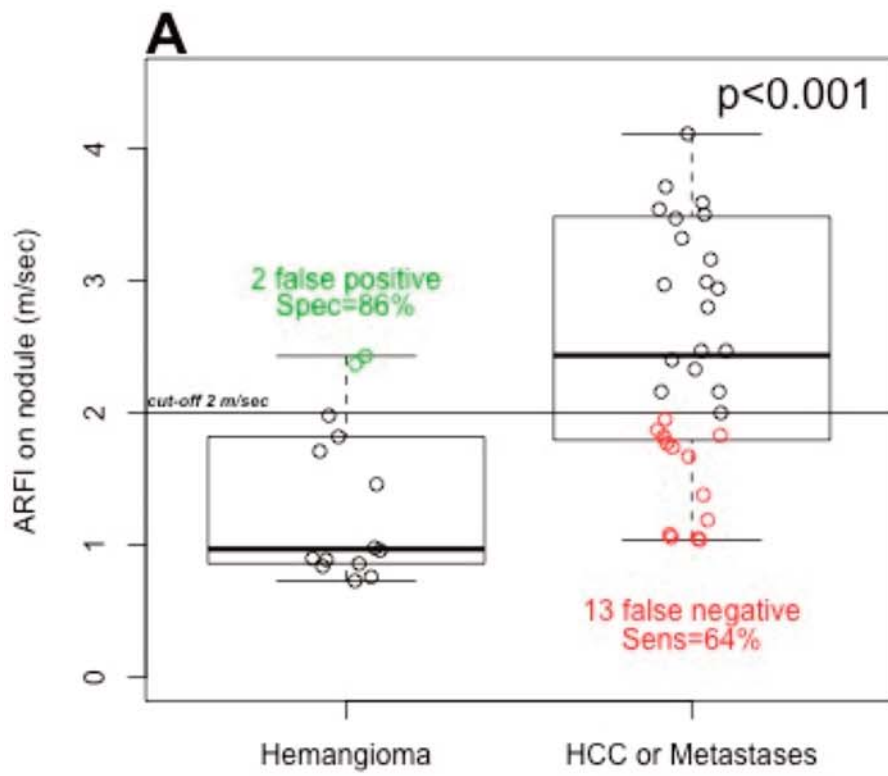 A
p<0.001
4
3
2
1
0
ARFI on nodule (m/sec)
2 false positive
Spec=86%
cut-off 2 m/sec
13 false negative
Sens=64%
Hemangioma
HCC or Metastases